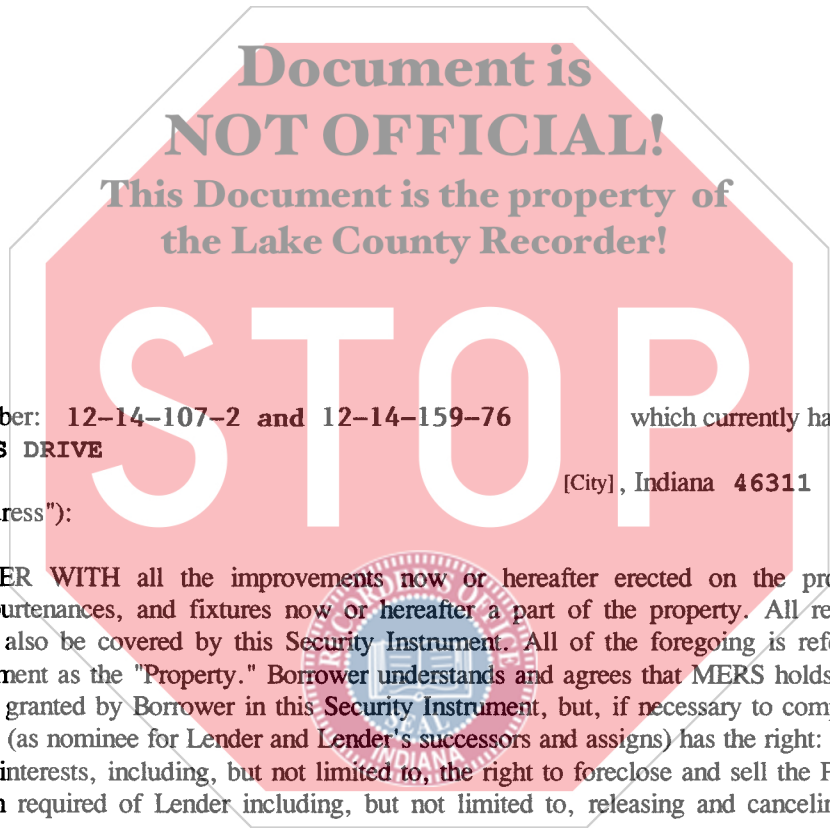 Document is
NOT OFFICIAL!
This Document is the property of
the Lake County Recorder!
STOP
ber: 12-14-107-2 and 12-14-159-76 which currently ha
S DRIVE
[City], Indiana 46311
ress"):
ER WITH all the improvements now or hereafter erected on the pro
urtenances, and fixtures now or hereafter a part of the property. All re
also be covered by this Security Instrument. All of the foregoing is refe
ment as the "Property." Borrower understands and agrees that MERS holds
granted by Borrower in this Security Instrument, but, if necessary to comp
(as nominee for Lender and Lender's successors and assigns) has the right:
interests, including, but not limited to, the right to foreclose and sell the P
n required of Lender including, but not limited to, releasing and cancelin
RECORDER'S OFFICE
SEAL
INDIANA